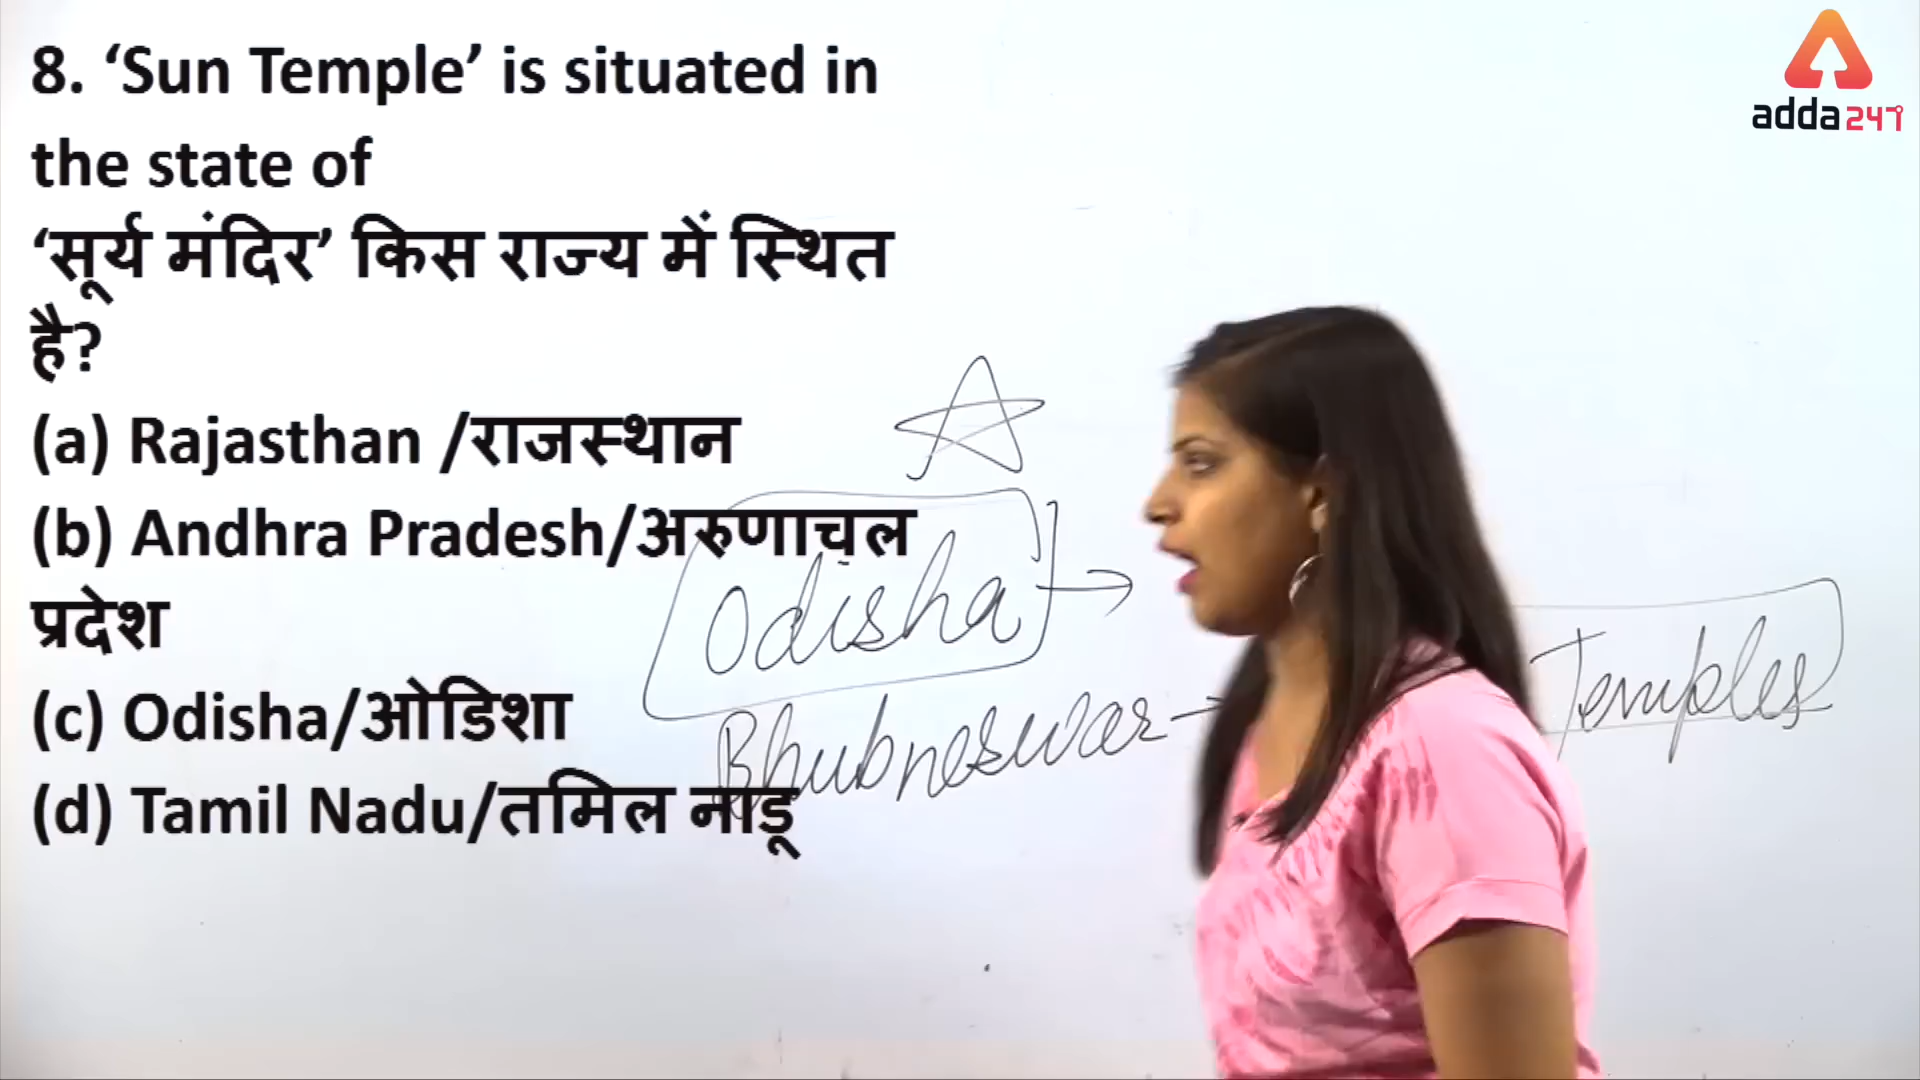 8. ‘Sun Temple’ is situated in
the state of
‘सूर्य मंदिर’ किस राज्य में स्थित
है?
(a) Rajasthan /राजस्थान
(b) Andhra Pradesh/अरुणाचल
प्रदेश
(c) Odisha/ओडिशा
(d) Tamil Nadu/तमिल नाडू
Odisha
Bhubneswar
Temples
adda247